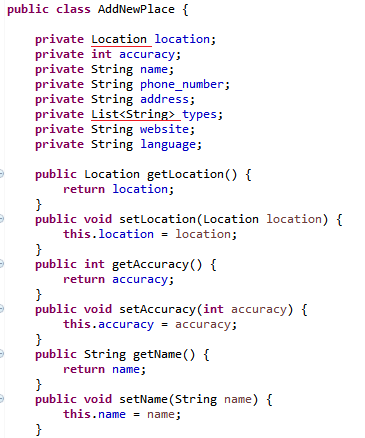 public class AddNewPlace {
private Location location;
private int accuracy;
private String name;
private String phone_number;
private String address;
private List<String> types;
private String website;
private String language;
public Location getLocation() {
return location;
}
public void setLocation(Location location) {
this.location = location;
}
public int getAccuracy() {
return accuracy;
}
public void setAccuracy(int accuracy) {
this.accuracy = accuracy;
}
public String getName() {
return name;
}
public void setName(String name) {
this.name = name;
}